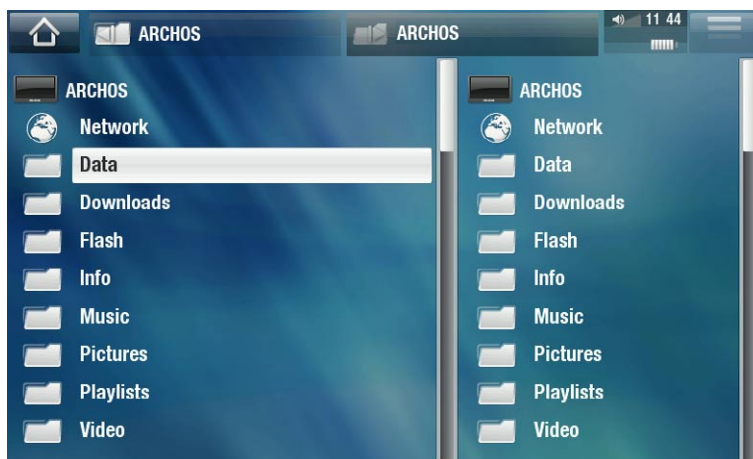 ARCHOS ARCHOS 11 44
ARCHOS
Network
Data
Downloads
Flash
Info
Music
Pictures
Playlists
Video
ARCHOS
Network
Data
Downloads
Flash
Info
Music
Pictures
Playlists
Video